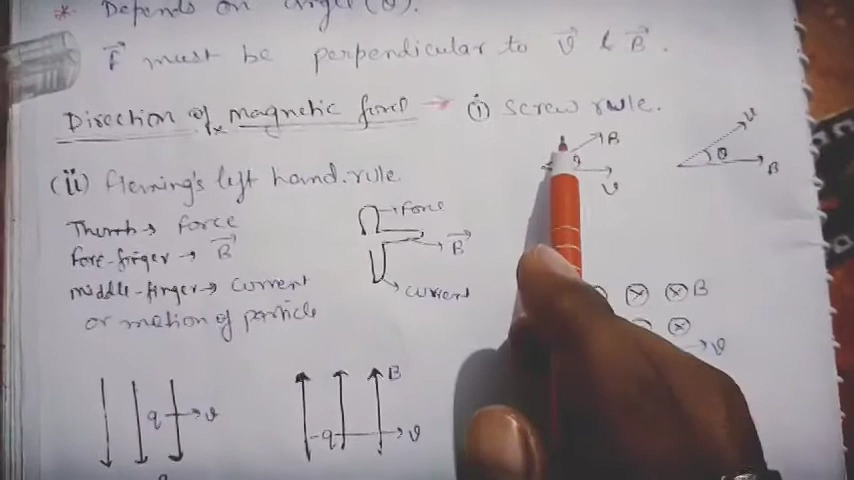 * Depends on angle (θ).
F⃗ must be perpendicular to v⃗ & B⃗.
Direction of magnetic force → (i) Screw rule.
B
θ
v
v
θ
B
(ii) Fleming's left hand rule.
Thumb → force
fore-finger → B⃗
middle-finger → current
or motion of particle
force
B⃗
current
B
v
q v
B
q v